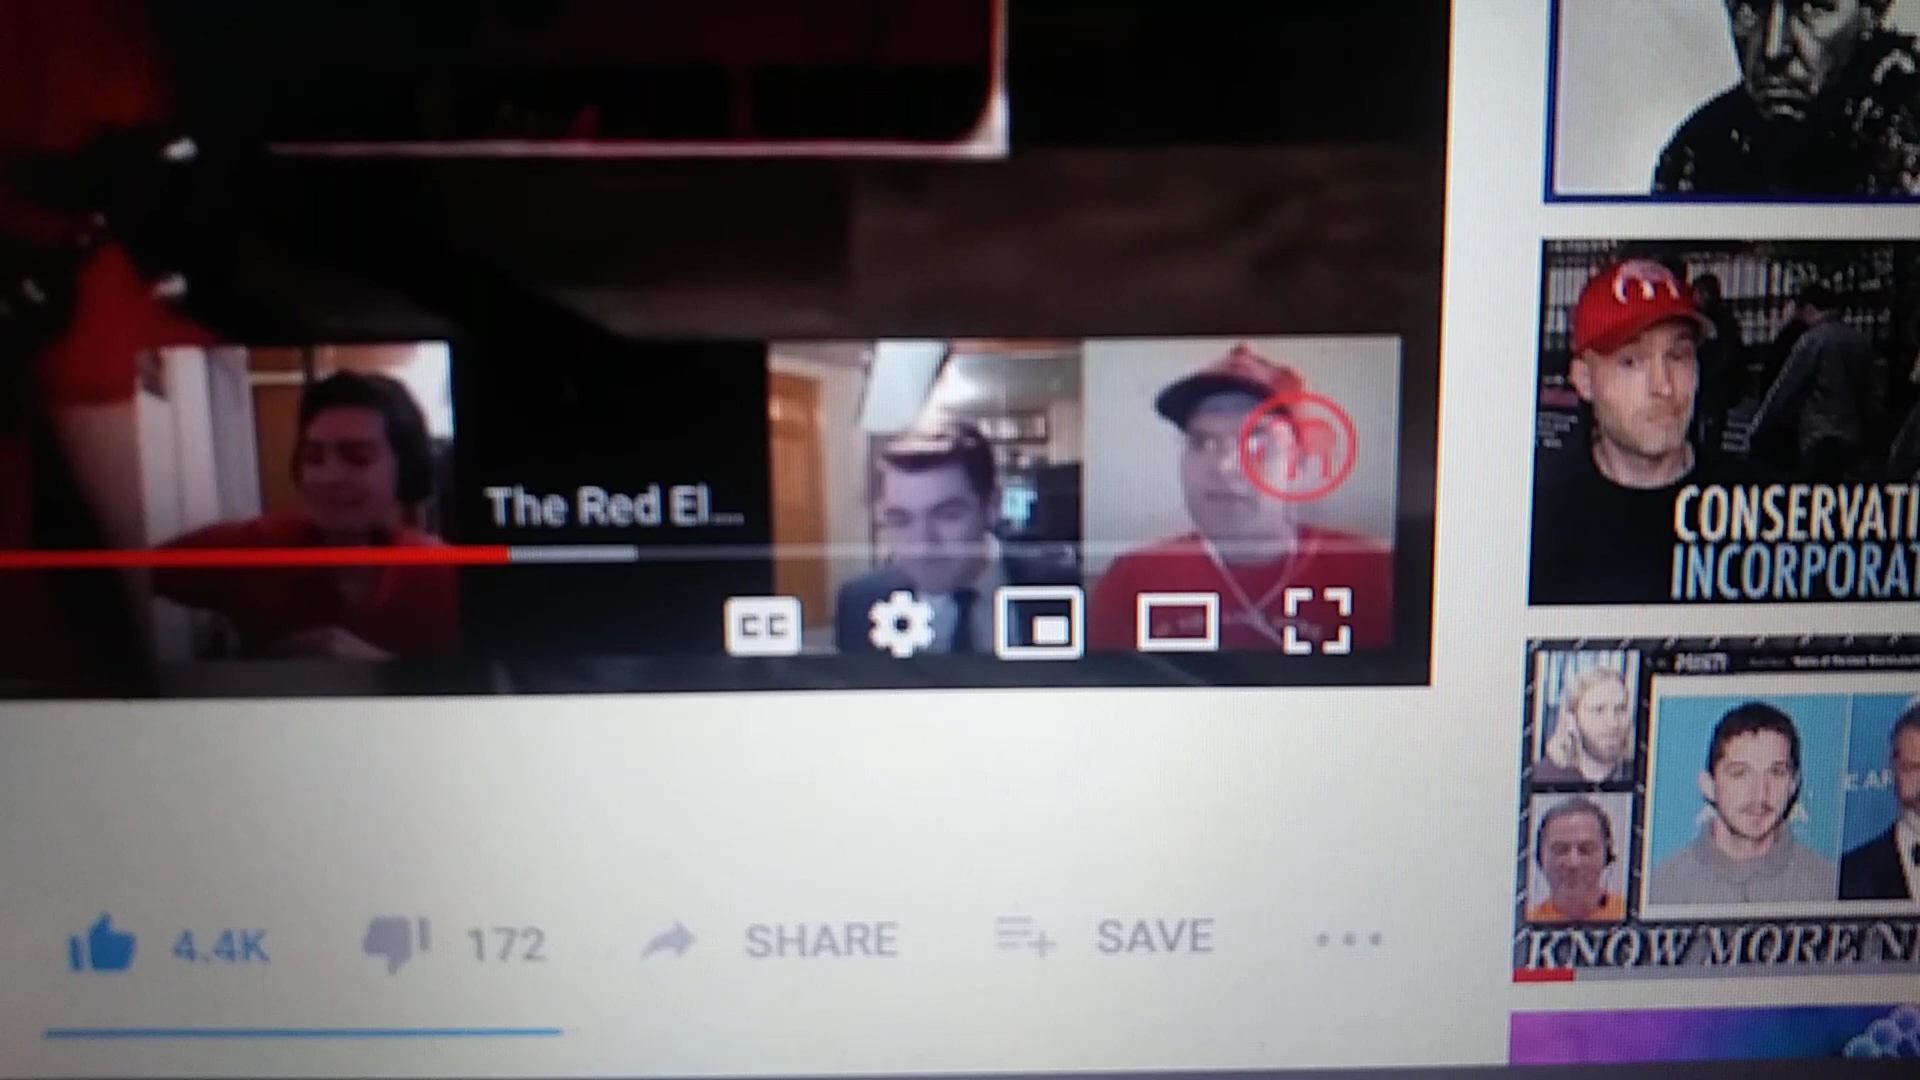 The Red El...
CC
4.4K
172
SHARE
SAVE
CONSERVATI
INCORPORAT
KNOW MORE N